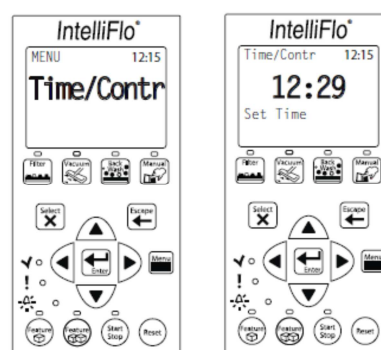 IntelliFlo®
MENU 12:15
Time/Contr
Filter Vacuum Back Wash Manual
Select Escape
Menu
Enter
Feature Feature Start Stop Reset
IntelliFlo®
Time/Contr 12:15
12:29
Set Time
Filter Vacuum Back Wash Manual
Select Escape
Menu
Enter
Feature Feature Start Stop Reset